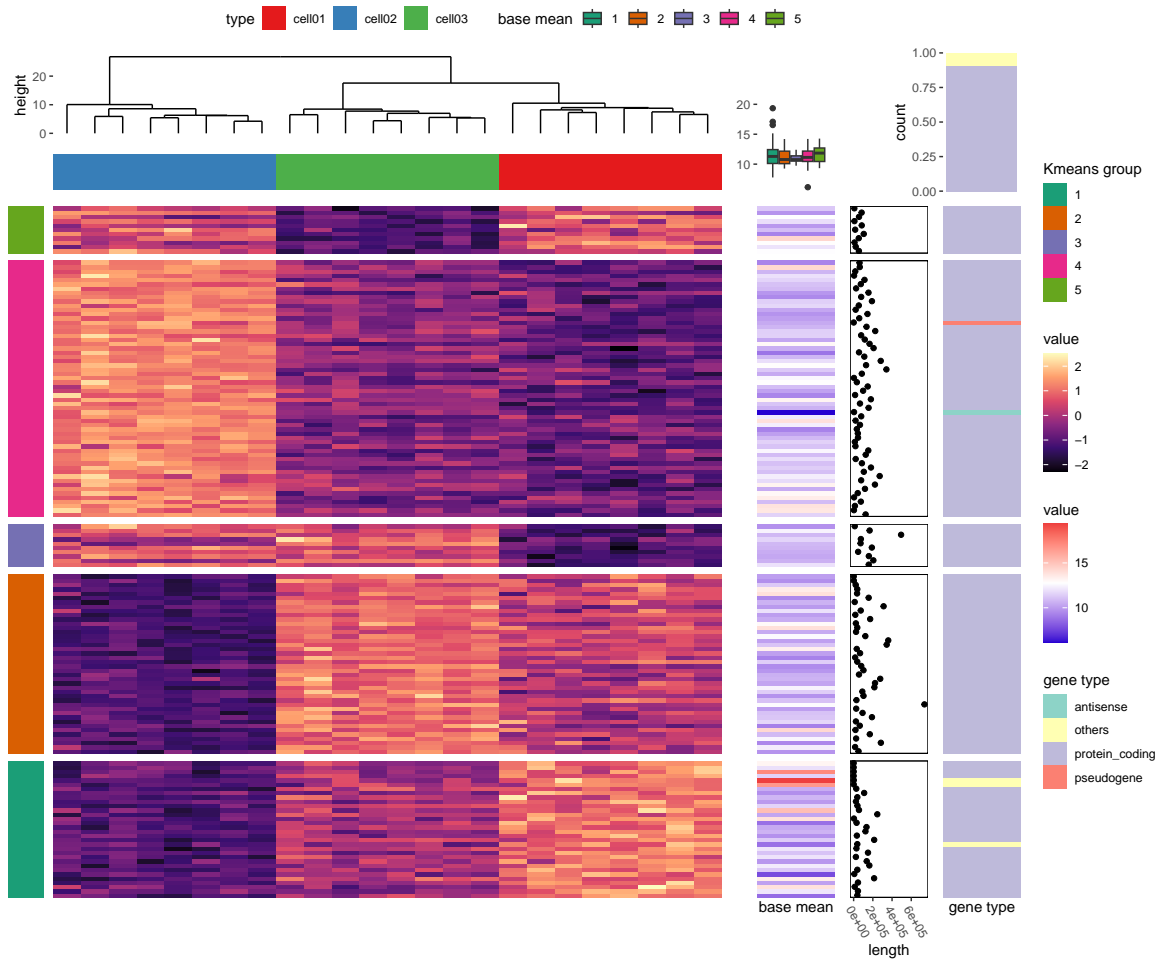 type cell01 cell02 cell03 base mean 1 2 3 4 5
height
20
10
0
20
15
10
count
1.00
0.75
0.50
0.25
0.00
Kmeans group
1
2
3
4
5
value
2
1
0
−1
−2
value
15
10
gene type
antisense
others
protein_coding
pseudogene
base mean
0e+00
2e+05
4e+05
6e+05
length
gene type